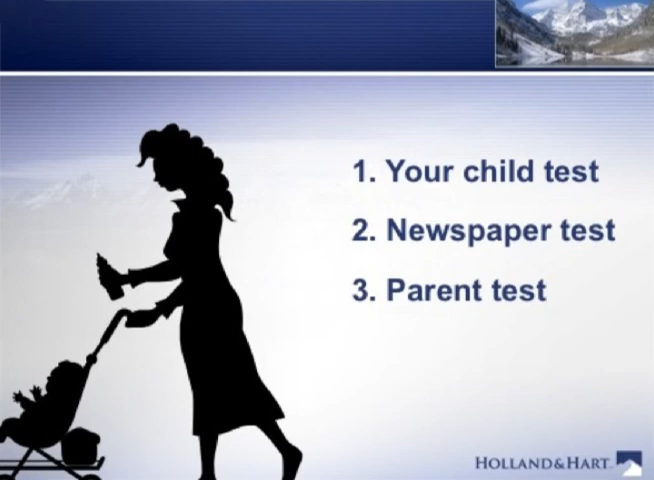 1. Your child test
2. Newspaper test
3. Parent test
HOLLAND & HART